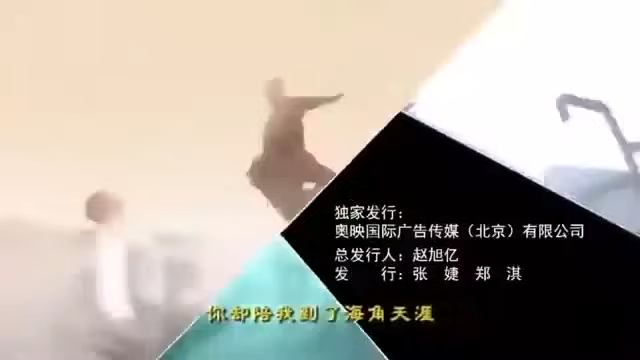 独家发行：
奥映国际广告传媒（北京）有限公司
总发行人：赵旭亿
发　　行：张　婕 郑　淇
你却陪我到了海角天涯